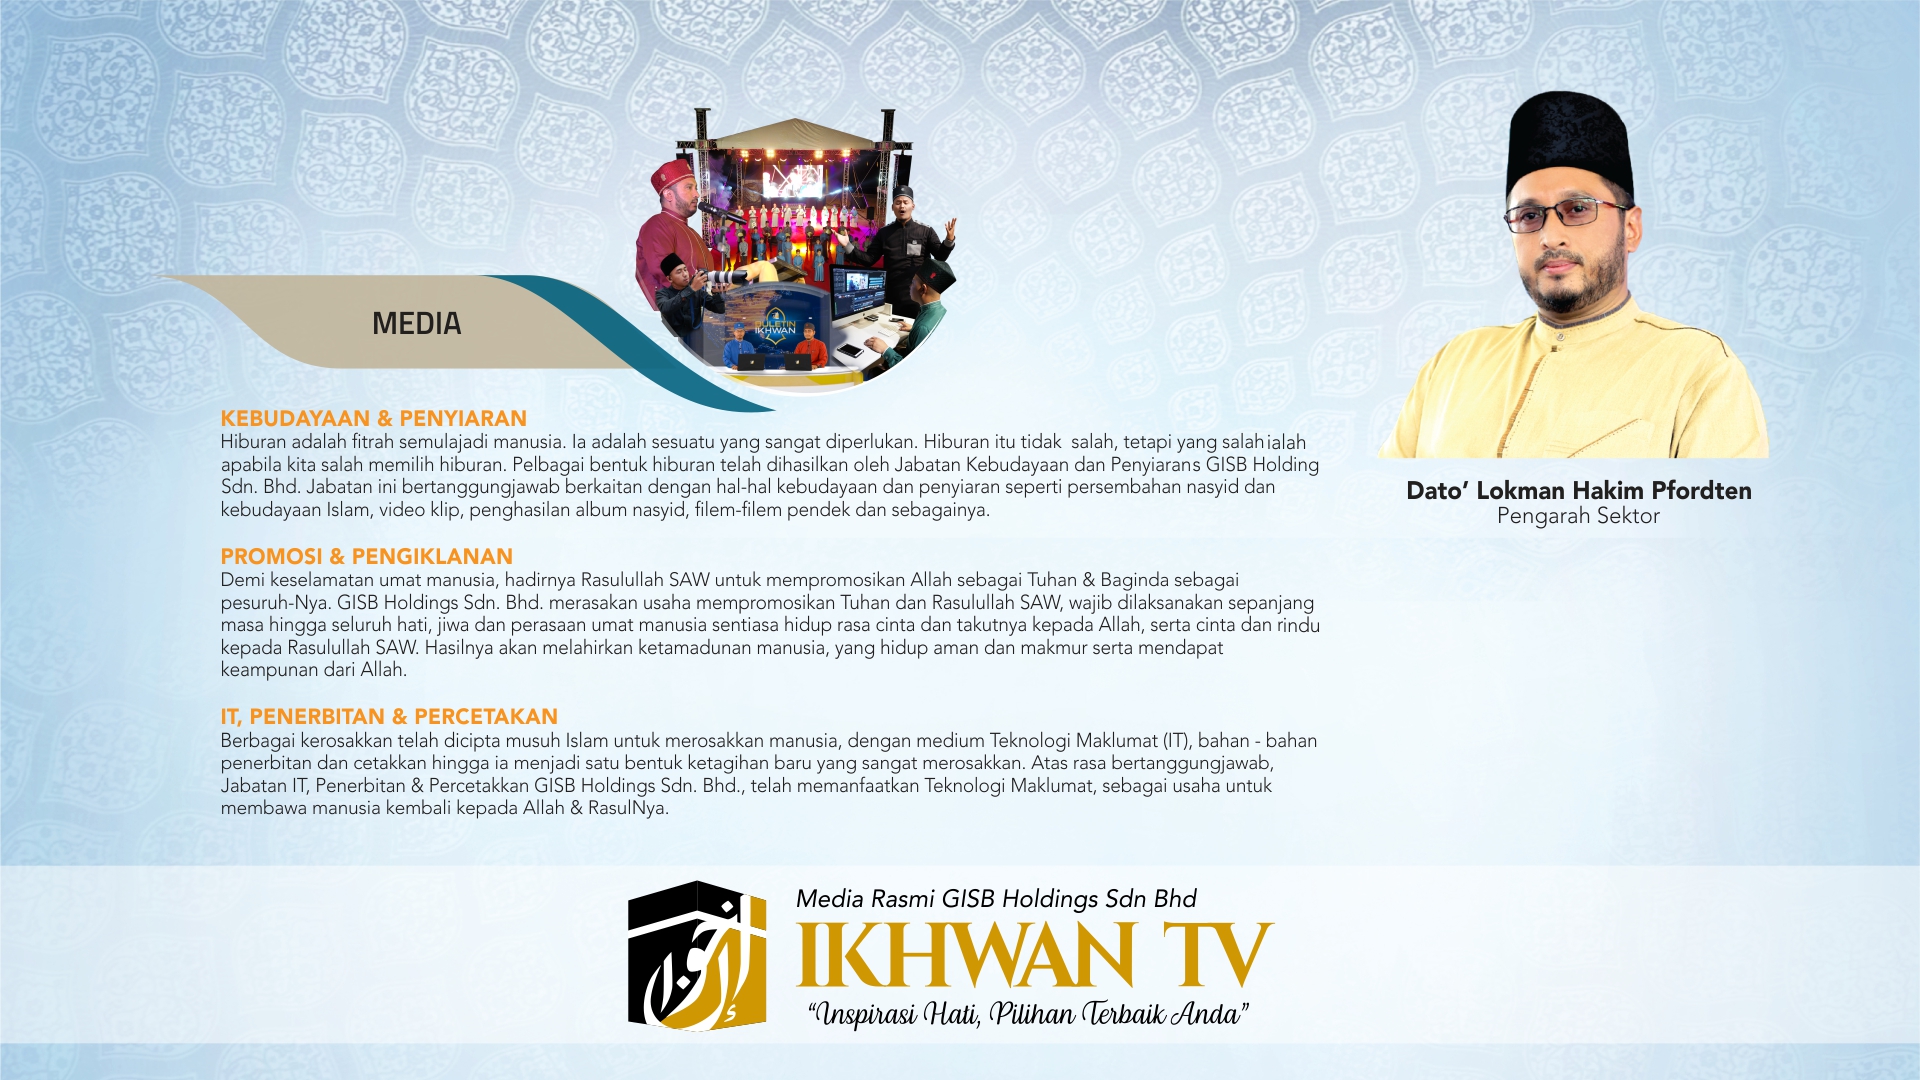 MEDIA
BULETIN
IKHWAN
KEBUDAYAAN & PENYIARAN
Hiburan adalah fitrah semulajadi manusia. Ia adalah sesuatu yang sangat diperlukan. Hiburan itu tidak salah, tetapi yang salah ialah
apabila kita salah memilih hiburan. Pelbagai bentuk hiburan telah dihasilkan oleh Jabatan Kebudayaan dan Penyiarans GISB Holding
Sdn. Bhd. Jabatan ini bertanggungjawab berkaitan dengan hal-hal kebudayaan dan penyiaran seperti persembahan nasyid dan
kebudayaan Islam, video klip, penghasilan album nasyid, filem-filem pendek dan sebagainya.
PROMOSI & PENGIKLANAN
Demi keselamatan umat manusia, hadirnya Rasulullah SAW untuk mempromosikan Allah sebagai Tuhan & Baginda sebagai
pesuruh-Nya. GISB Holdings Sdn. Bhd. merasakan usaha mempromosikan Tuhan dan Rasulullah SAW, wajib dilaksanakan sepanjang
masa hingga seluruh hati, jiwa dan perasaan umat manusia sentiasa hidup rasa cinta dan takutnya kepada Allah, serta cinta dan rindu
kepada Rasulullah SAW. Hasilnya akan melahirkan ketamadunan manusia, yang hidup aman dan makmur serta mendapat
keampunan dari Allah.
IT, PENERBITAN & PERCETAKAN
Berbagai kerosakkan telah dicipta musuh Islam untuk merosakkan manusia, dengan medium Teknologi Maklumat (IT), bahan - bahan
penerbitan dan cetakkan hingga ia menjadi satu bentuk ketagihan baru yang sangat merosakkan. Atas rasa bertanggungjawab,
Jabatan IT, Penerbitan & Percetakkan GISB Holdings Sdn. Bhd., telah memanfaatkan Teknologi Maklumat, sebagai usaha untuk
membawa manusia kembali kepada Allah & RasulNya.
Dato' Lokman Hakim Pfordten
Pengarah Sektor
Media Rasmi GISB Holdings Sdn Bhd
IKHWAN TV
"Inspirasi Hati, Pilihan Terbaik Anda"